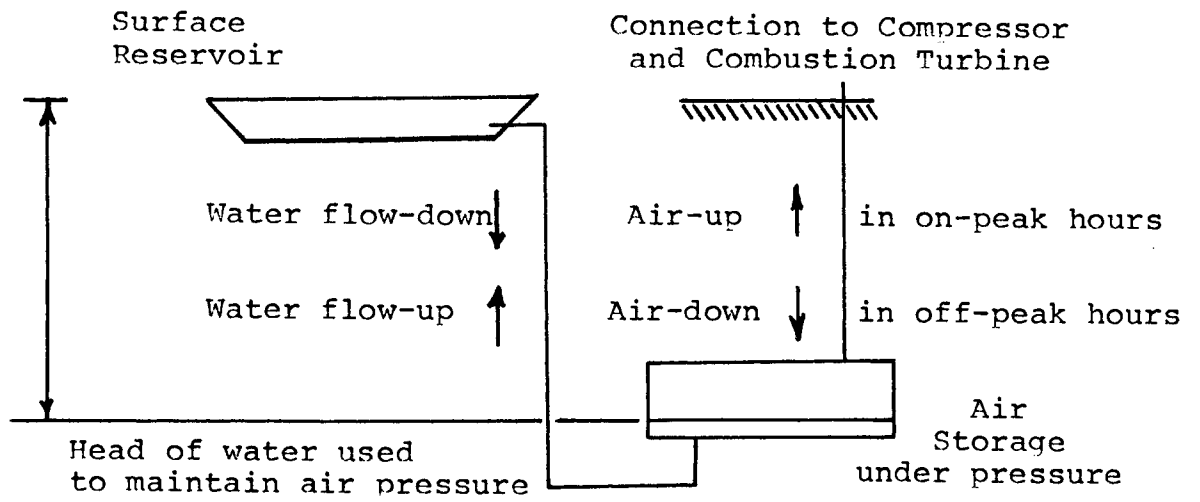 Surface
Reservoir
Connection to Compressor
and Combustion Turbine
Water flow-down
Air-up
in on-peak hours
Water flow-up
Air-down
in off-peak hours
Head of water used
to maintain air pressure
Air
Storage
under pressure